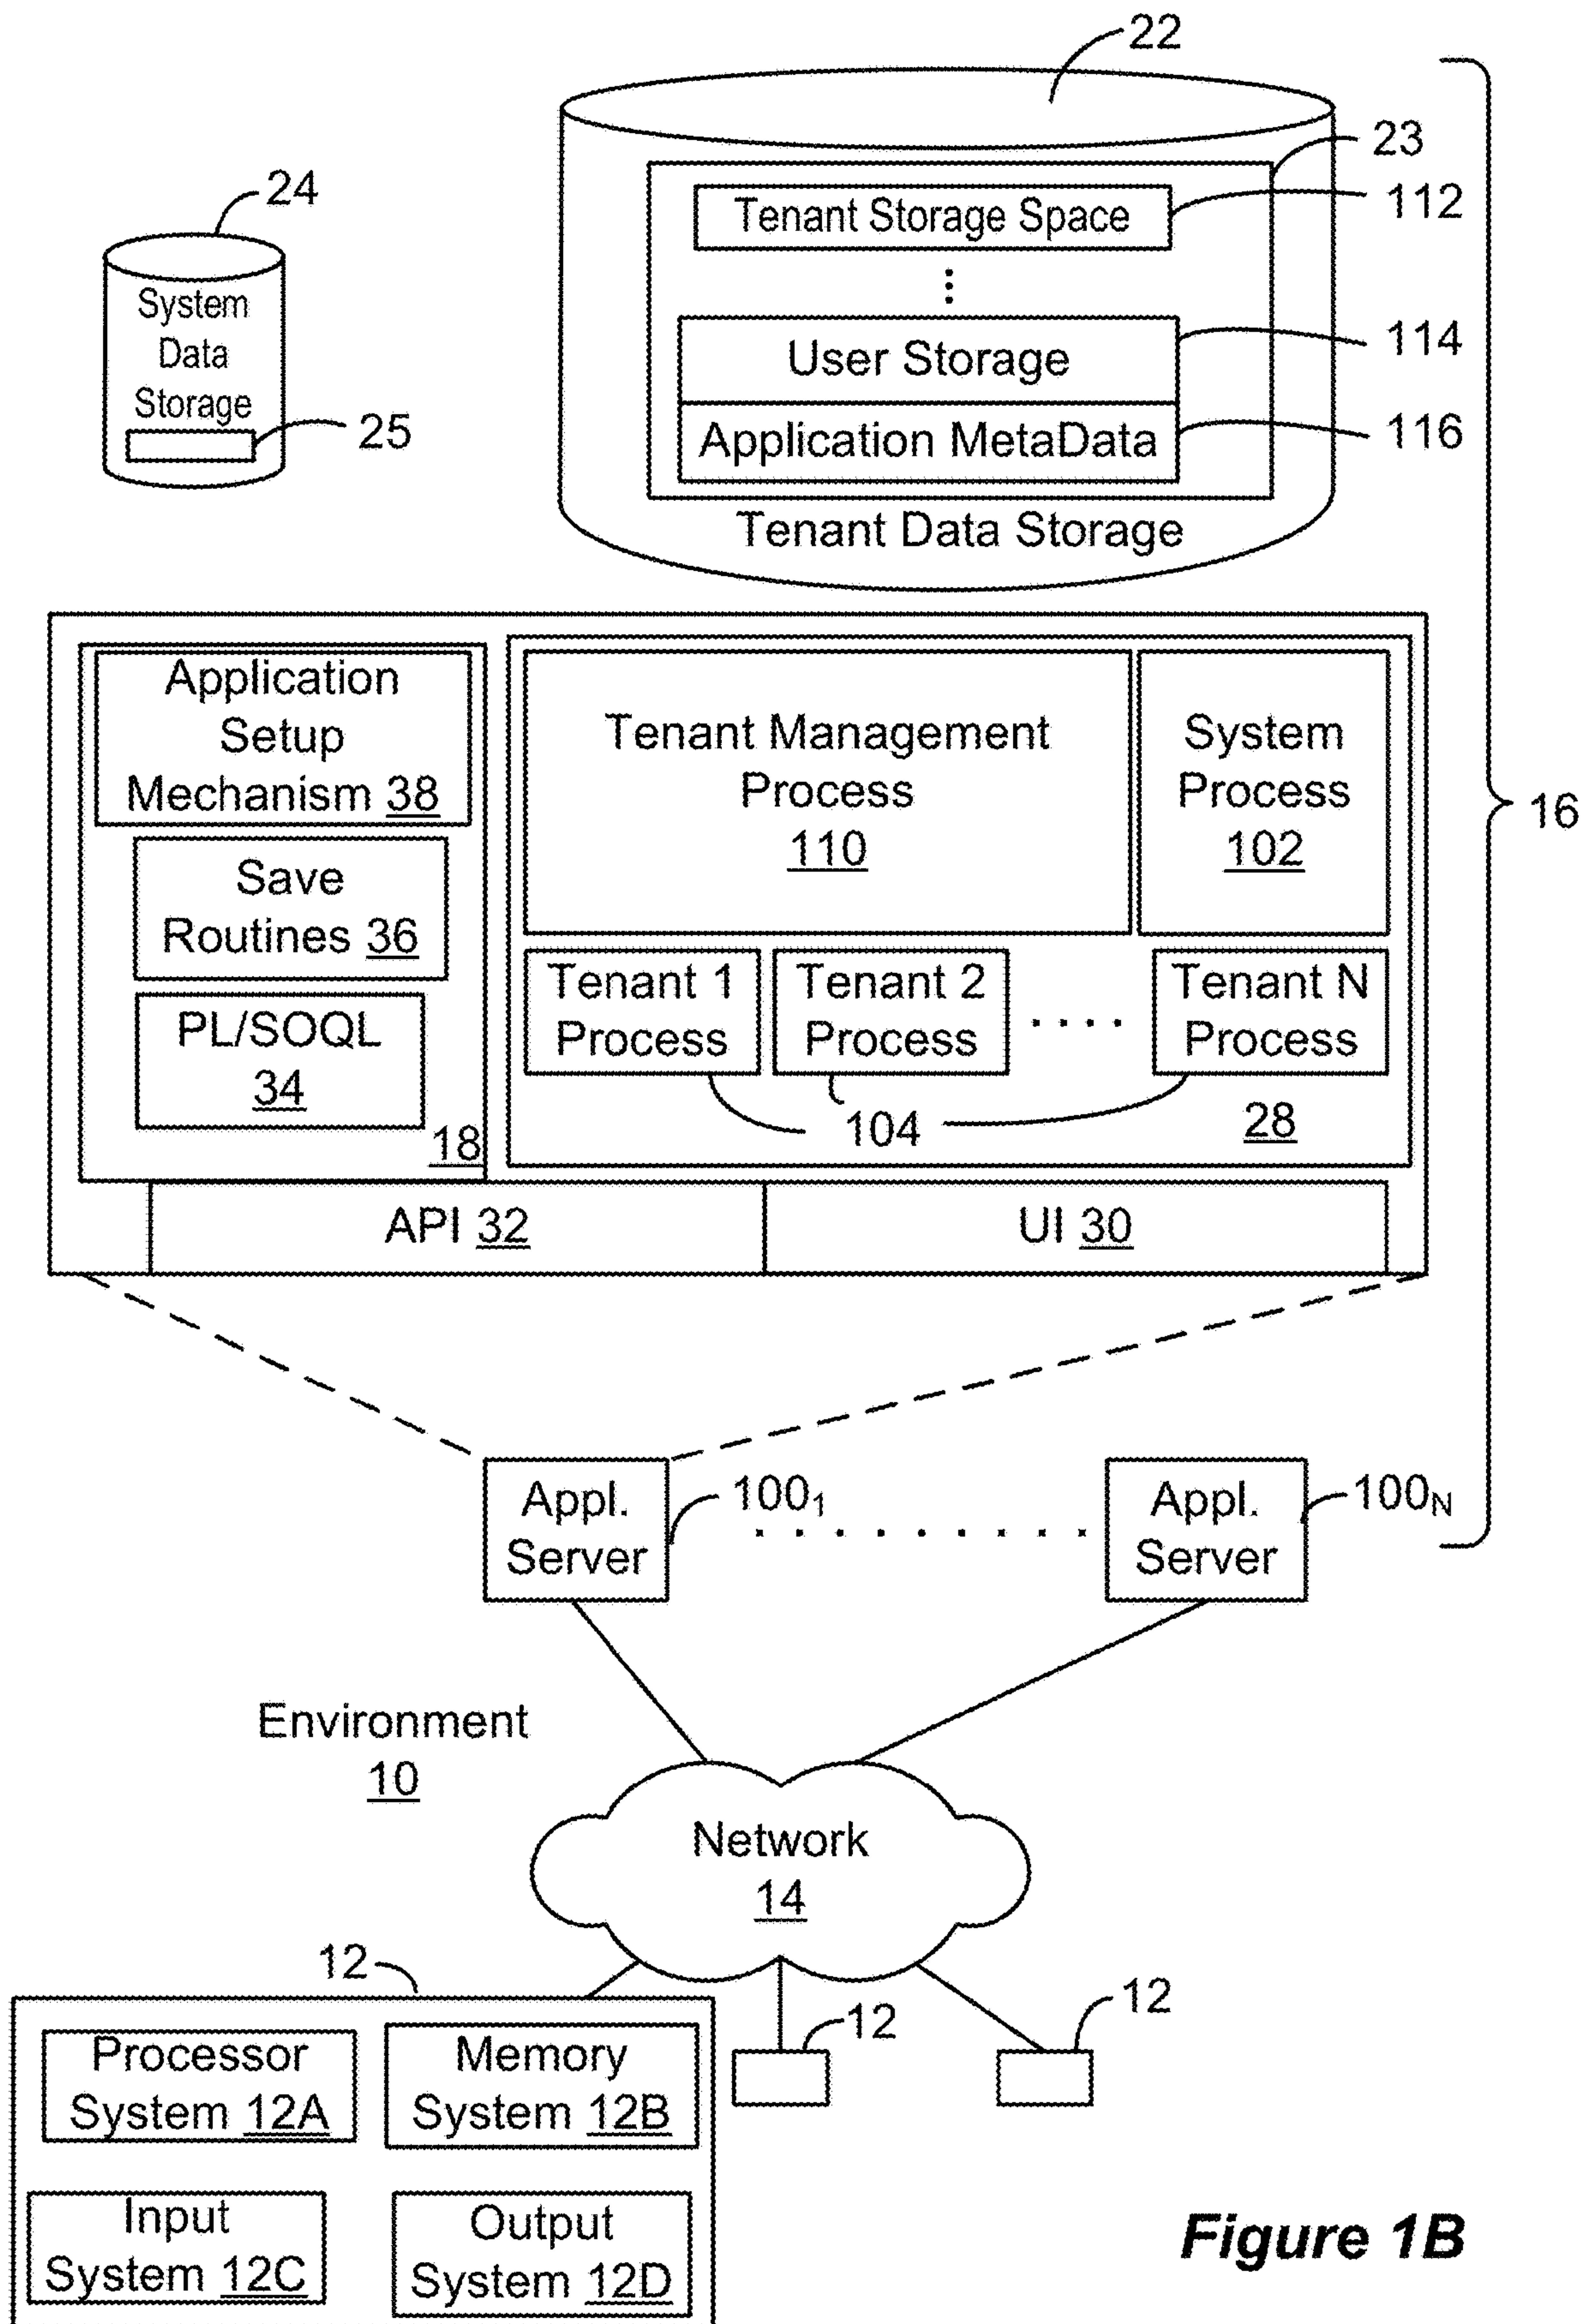 22
23
Tenant Storage Space
112
24
System
Data
Storage
25
User Storage
114
Application MetaData
116
Tenant Data Storage
Application
Setup
Mechanism 38
Tenant Management
Process
110
System
Process
102
16
Save
Routines 36
PL/SOQL
34
18
Tenant 1
Process
Tenant 2
Process
Tenant N
Process
104
28
API 32
UI 30
Appl.
Server
100₁
Appl.
Server
100ₙ
Environment
10
Network
14
12
12
12
Processor
System 12A
Memory
System 12B
Input
System 12C
Output
System 12D
Figure 1B